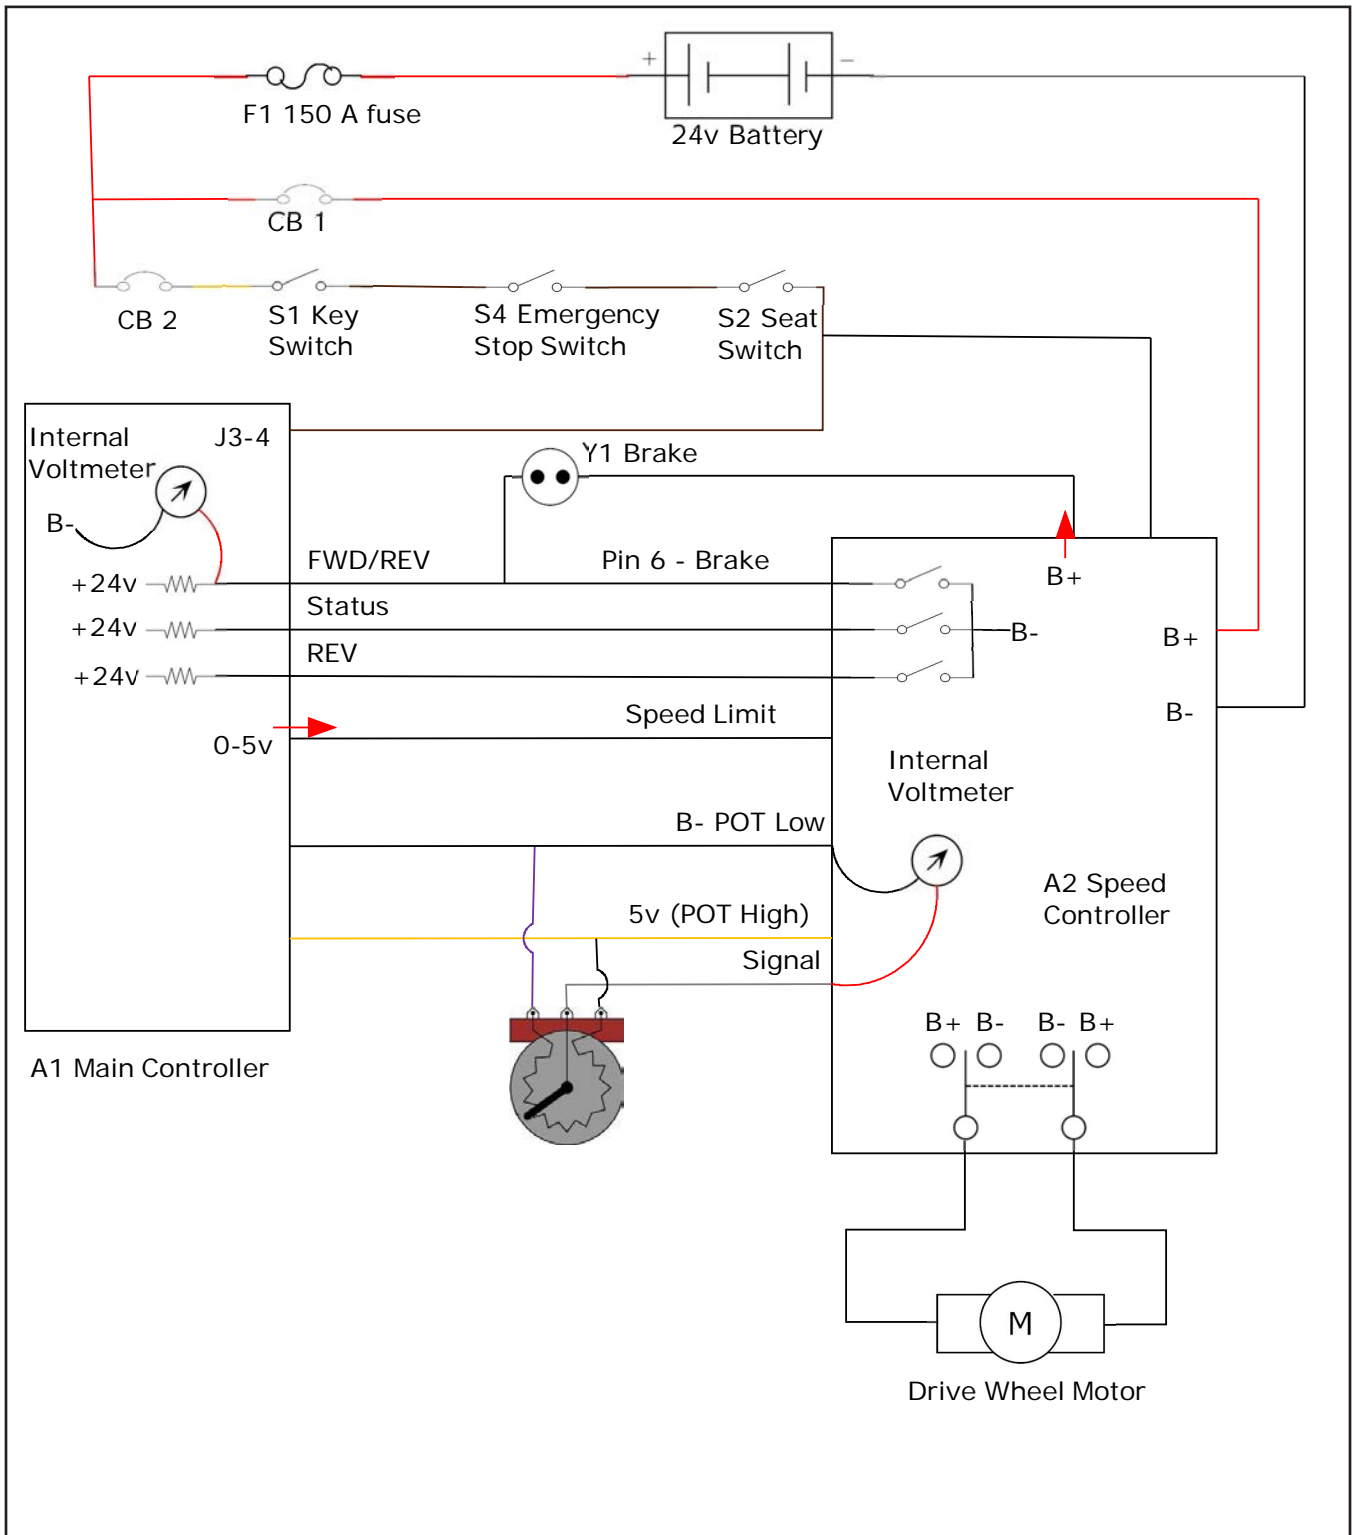 + −
F1 150 A fuse
24v Battery
CB 1
CB 2
S1 Key
Switch
S4 Emergency
Stop Switch
S2 Seat
Switch
Internal
Voltmeter
J3-4
Y1 Brake
B-
FWD/REV
Pin 6 - Brake
B+
+24v
Status
+24v
B-
B+
REV
+24v
Speed Limit
B-
0-5v
Internal
Voltmeter
B- POT Low
A2 Speed
Controller
5v (POT High)
Signal
B+ B- B- B+
A1 Main Controller
M
Drive Wheel Motor